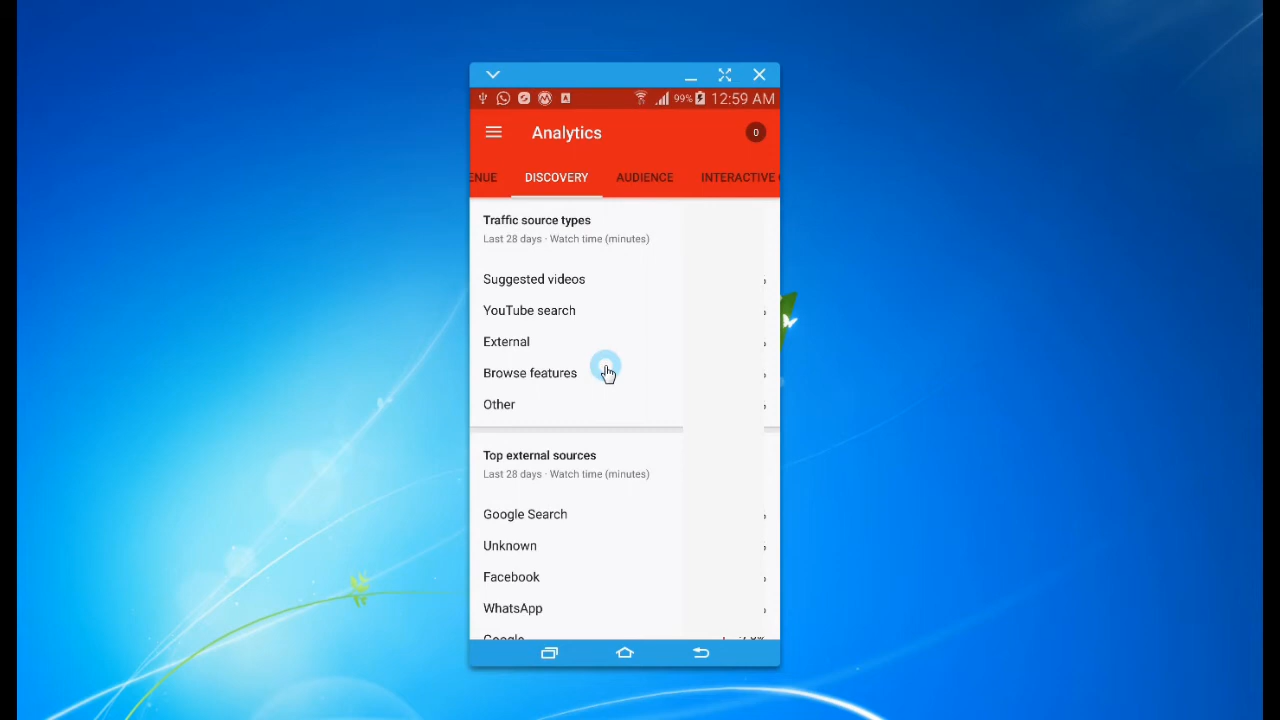 99% 12:59 AM
Analytics 0
ENUE DISCOVERY AUDIENCE INTERACTIVE
Traffic source types
Last 28 days · Watch time (minutes)
Suggested videos
YouTube search
External
Browse features
Other
Top external sources
Last 28 days · Watch time (minutes)
Google Search
Unknown
Facebook
WhatsApp
Google